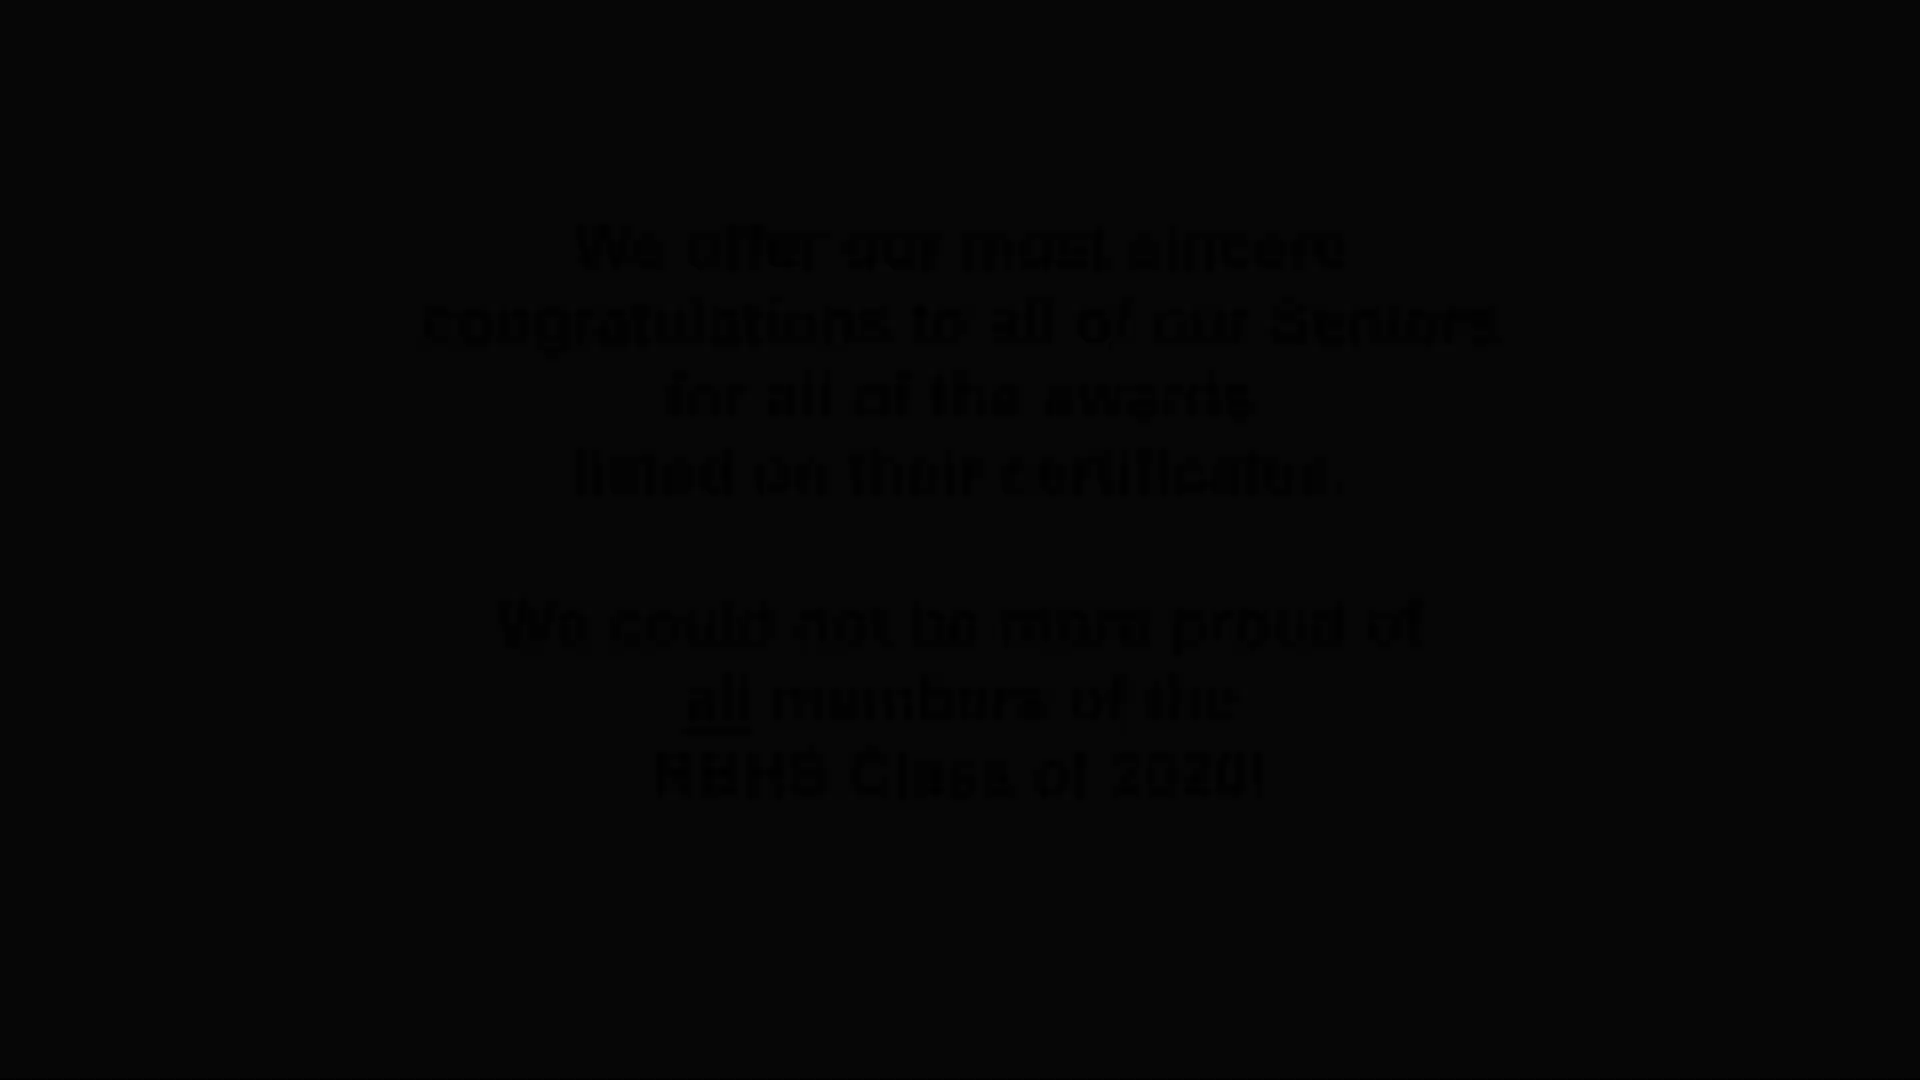 We offer our most sincere
congratulations to all of our Seniors
for all of the awards
listed on their certificates.
We could not be more proud of
all members of the
Class of 2020!